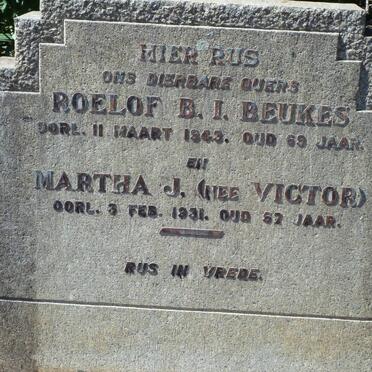 HIER RUS
ONS DIERBARE OUERS
ROELOF B. I. BEUKES
OORL. 11 MAART 1943. OUD 69 JAAR.
EN
MARTHA J. (NEE VICTOR)
OORL. 3 FEB. 1931. OUD 52 JAAR.
RUS IN VREDE.